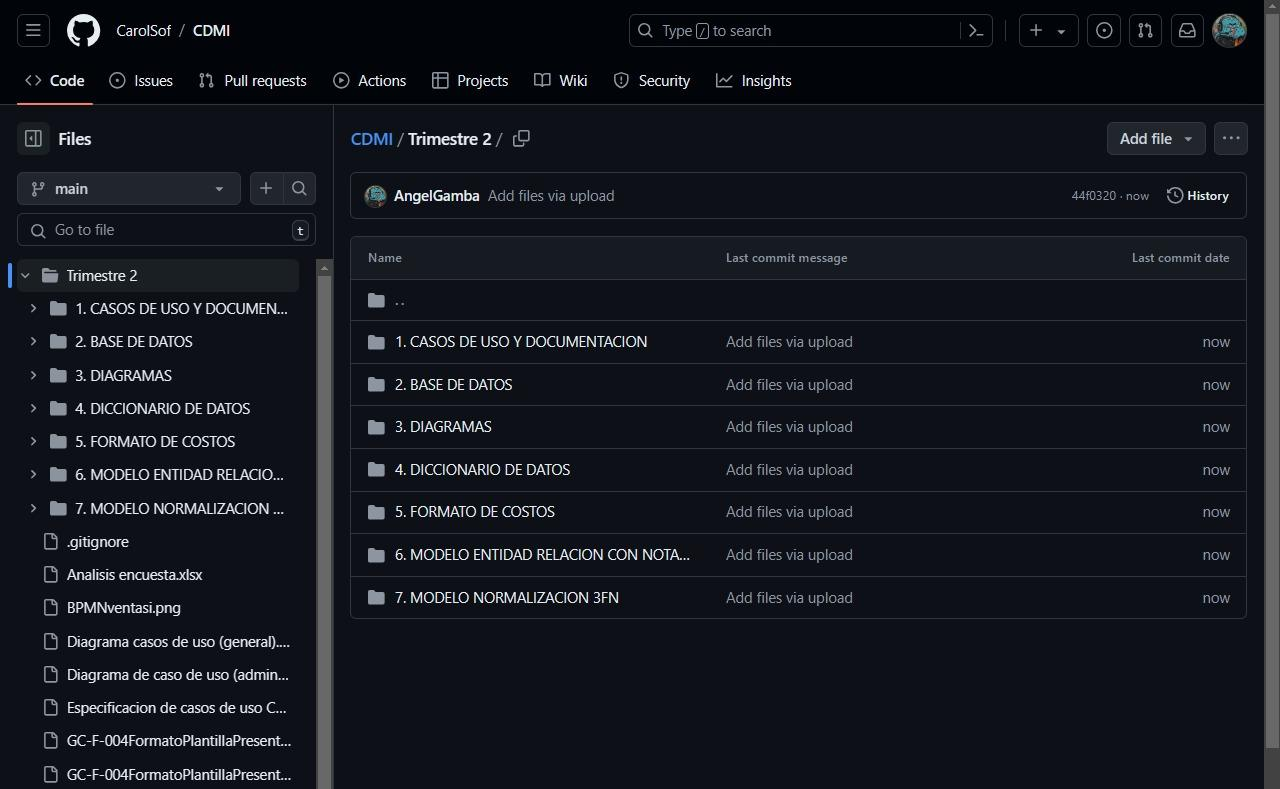 CarolSof / CDMI
Type / to search
Code Issues Pull requests Actions Projects Wiki Security Insights
Files
main
Go to file t
Trimestre 2
1. CASOS DE USO Y DOCUMEN...
2. BASE DE DATOS
3. DIAGRAMAS
4. DICCIONARIO DE DATOS
5. FORMATO DE COSTOS
6. MODELO ENTIDAD RELACIO...
7. MODELO NORMALIZACION ...
.gitignore
Analisis encuesta.xlsx
BPMNventasi.png
Diagrama casos de uso (general)....
Diagrama de caso de uso (admin...
Especificacion de casos de uso C...
GC-F-004FormatoPlantillaPresent...
GC-F-004FormatoPlantillaPresent...
CDMI / Trimestre 2 /
Add file
AngelGamba Add files via upload 44f0320 · now History
Name Last commit message Last commit date
..
1. CASOS DE USO Y DOCUMENTACION Add files via upload now
2. BASE DE DATOS Add files via upload now
3. DIAGRAMAS Add files via upload now
4. DICCIONARIO DE DATOS Add files via upload now
5. FORMATO DE COSTOS Add files via upload now
6. MODELO ENTIDAD RELACION CON NOTA... Add files via upload now
7. MODELO NORMALIZACION 3FN Add files via upload now